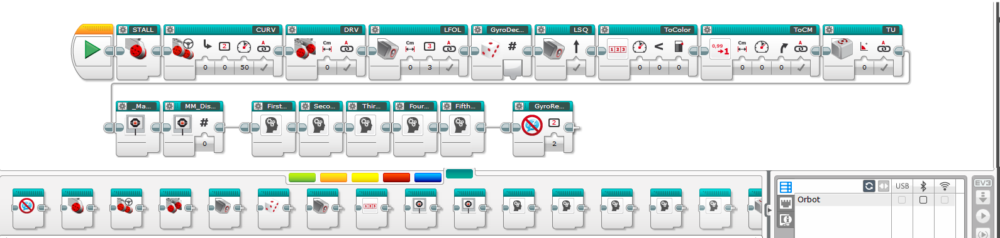 STALL CURV DRV LFOL GyroDec... LSQ ToColor ToCM TU
Cm 2 A Cm A Cm 3 A # 1 2 3 < 0,99 →1 Cm A A
0 0 50 0 0 3 0 0 0 0 0 0 0
_Ma... MM_Dis... First... Seco... Thir... Four... Fifth... GyroRe...
# 2
0 2
USB EV3
Orbot
1 2 3